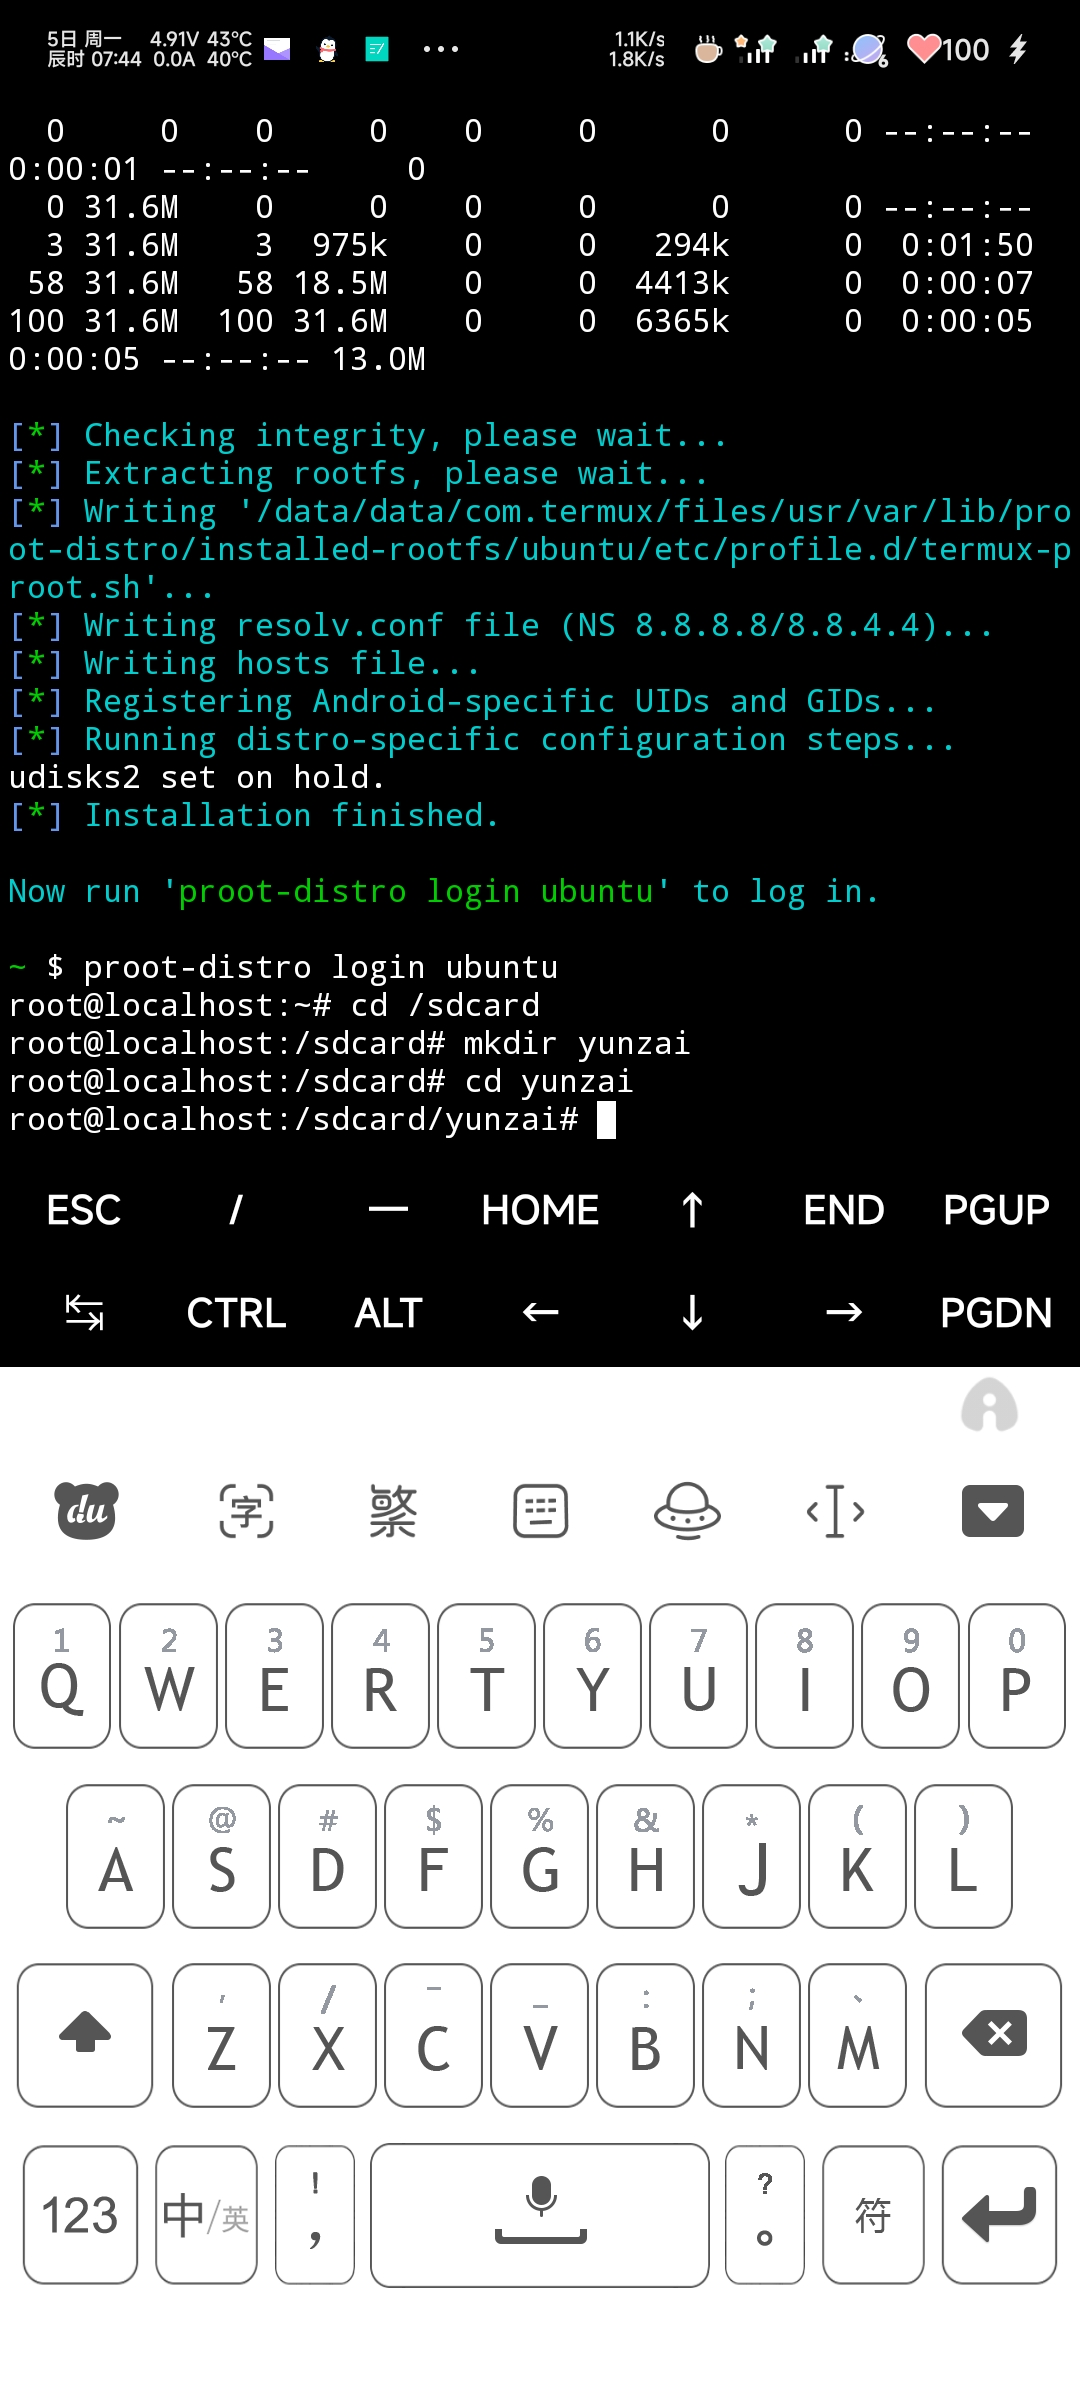 5日 周一 4.91V 43℃
辰时 07:44 0.0A 40℃
1.1K/s
1.8K/s
6
100
0 0 0 0 0 0 0 0 --:--:--
0:00:01 --:--:-- 0
0 31.6M 0 0 0 0 0 0 --:--:--
3 31.6M 3 975k 0 0 294k 0 0:01:50
58 31.6M 58 18.5M 0 0 4413k 0 0:00:07
100 31.6M 100 31.6M 0 0 6365k 0 0:00:05
0:00:05 --:--:-- 13.0M
[*] Checking integrity, please wait...
[*] Extracting rootfs, please wait...
[*] Writing '/data/data/com.termux/files/usr/var/lib/pro
ot-distro/installed-rootfs/ubuntu/etc/profile.d/termux-p
root.sh'...
[*] Writing resolv.conf file (NS 8.8.8.8/8.8.4.4)...
[*] Writing hosts file...
[*] Registering Android-specific UIDs and GIDs...
[*] Running distro-specific configuration steps...
udisks2 set on hold.
[*] Installation finished.
Now run 'proot-distro login ubuntu' to log in.
~ $ proot-distro login ubuntu
root@localhost:~# cd /sdcard
root@localhost:/sdcard# mkdir yunzai
root@localhost:/sdcard# cd yunzai
root@localhost:/sdcard/yunzai#
ESC / — HOME ↑ END PGUP
↹ CTRL ALT ← ↓ → PGDN
du 字 繁
1 2 3 4 5 6 7 8 9 0
Q W E R T Y U I O P
~ @ # $ % & * ( )
A S D F G H J K L
' / - _ : ; 、
Z X C V B N M
! ?
123 中/英 , 。 符